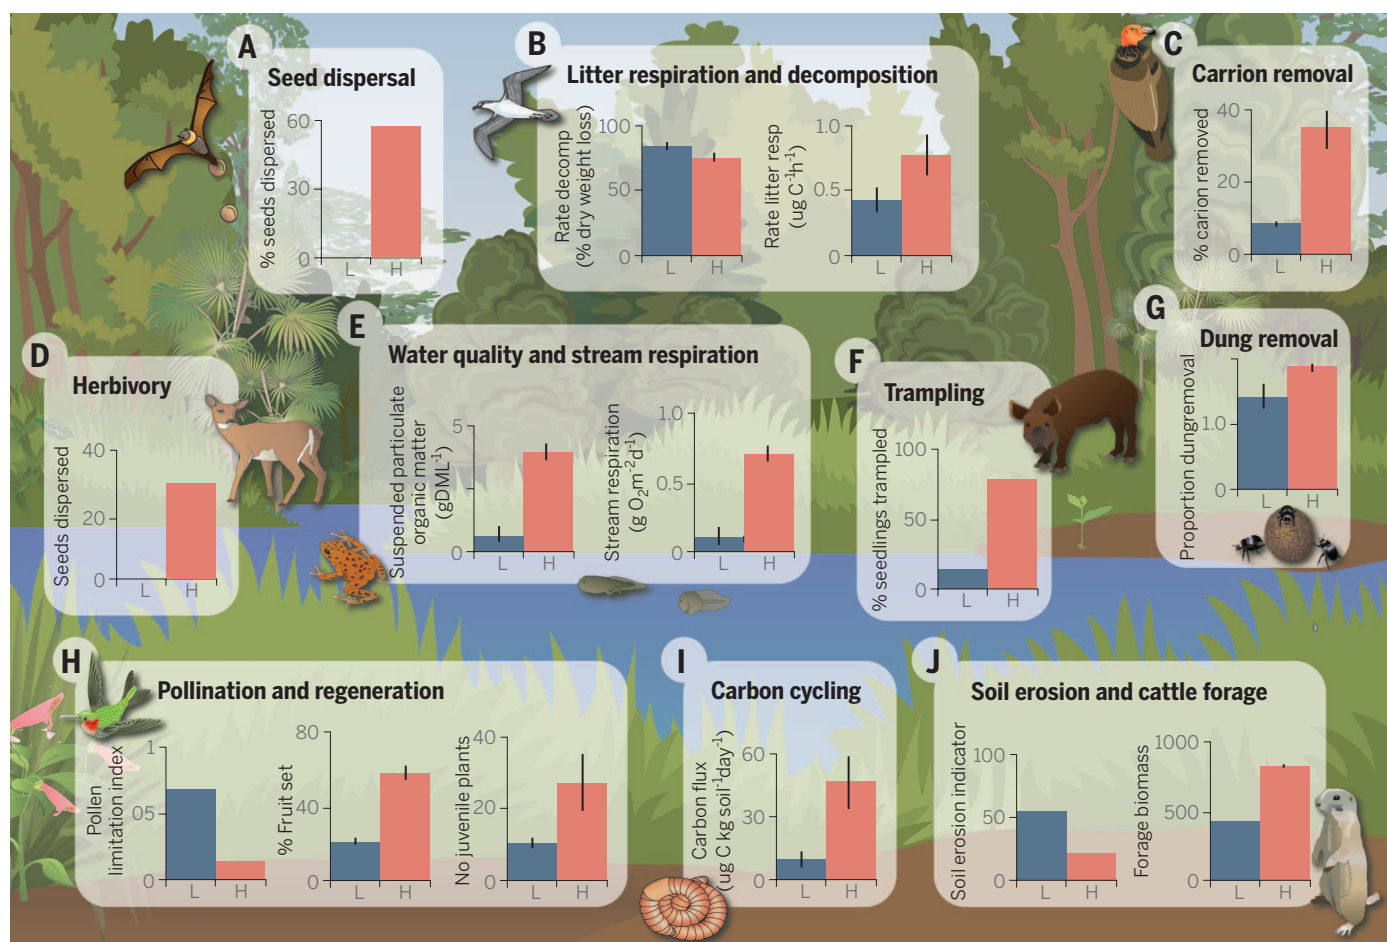 A
Seed dispersal
% seeds dispersed
60
30
0
L
H
B
Litter respiration and decomposition
Rate decomp
(% dry weight loss)
100
50
0
L
H
Rate litter resp
(ug C⁻¹h⁻¹)
1.0
0.5
0
L
H
C
Carrion removal
% carion removed
40
20
0
L
H
D
Herbivory
Seeds dispersed
40
20
0
L
H
E
Water quality and stream respiration
Suspended particulate
organic matter
(gDML⁻¹)
5
0
L
H
Stream respiration
(g O₂m⁻²d⁻¹)
1.0
0.5
0
L
H
F
Trampling
% seedlings trampled
100
50
0
L
H
G
Dung removal
Proportion dungremoval
1.0
0
L
H
H
Pollination and regeneration
Pollen
limitation index
1
05
0
L
H
% Fruit set
80
40
0
L
H
No juvenile plants
40
20
0
L
H
I
Carbon cycling
Carbon flux
(ug C kg soil⁻¹day⁻¹)
60
30
0
L
H
J
Soil erosion and cattle forage
Soil erosion indicator
100
50
0
L
H
Forage biomass
1000
500
0
L
H